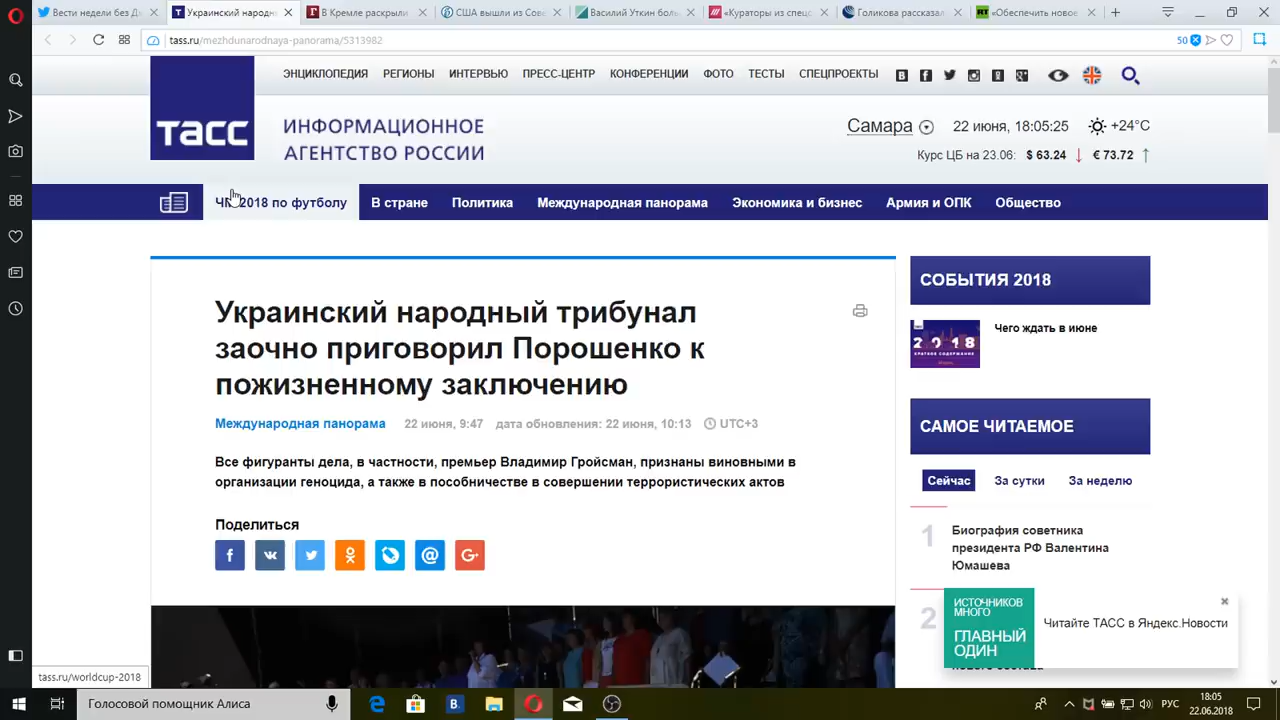 Вести недели без Д
Украинский народн
В Кремле раскрыли
США вышли из Сов
Василий Уткин боль
«Кураторы из спец
Голикова рассказал
«Обеспечить новое
tass.ru/mezhdunarodnaya-panorama/5313982
50
ЭНЦИКЛОПЕДИЯ РЕГИОНЫ ИНТЕРВЬЮ ПРЕСС-ЦЕНТР КОНФЕРЕНЦИИ ФОТО ТЕСТЫ СПЕЦПРОЕКТЫ
ТАСС
ИНФОРМАЦИОННОЕ
АГЕНТСТВО РОССИИ
Самара 22 июня, 18:05:25 +24°C
Курс ЦБ на 23.06: $ 63.24 ↓ € 73.72 ↑
ЧМ-2018 по футболу В стране Политика Международная панорама Экономика и бизнес Армия и ОПК Общество
Украинский народный трибунал
заочно приговорил Порошенко к
пожизненному заключению
Международная панорама 22 июня, 9:47 дата обновления: 22 июня, 10:13 UTC+3
Все фигуранты дела, в частности, премьер Владимир Гройсман, признаны виновными в
организации геноцида, а также в пособничестве в совершении террористических актов
Поделиться
СОБЫТИЯ 2018
2018
КРАТКОЕ СОДЕРЖАНИЕ
Чего ждать в июне
САМОЕ ЧИТАЕМОЕ
Сейчас За сутки За неделю
1
Биография советника
президента РФ Валентина
Юмашева
2
ИСТОЧНИКОВ
МНОГО
ГЛАВНЫЙ
ОДИН
Читайте ТАСС в Яндекс.Новости
tass.ru/worldcup-2018
Голосовой помощник Алиса
РУС
18:05
22.06.2018